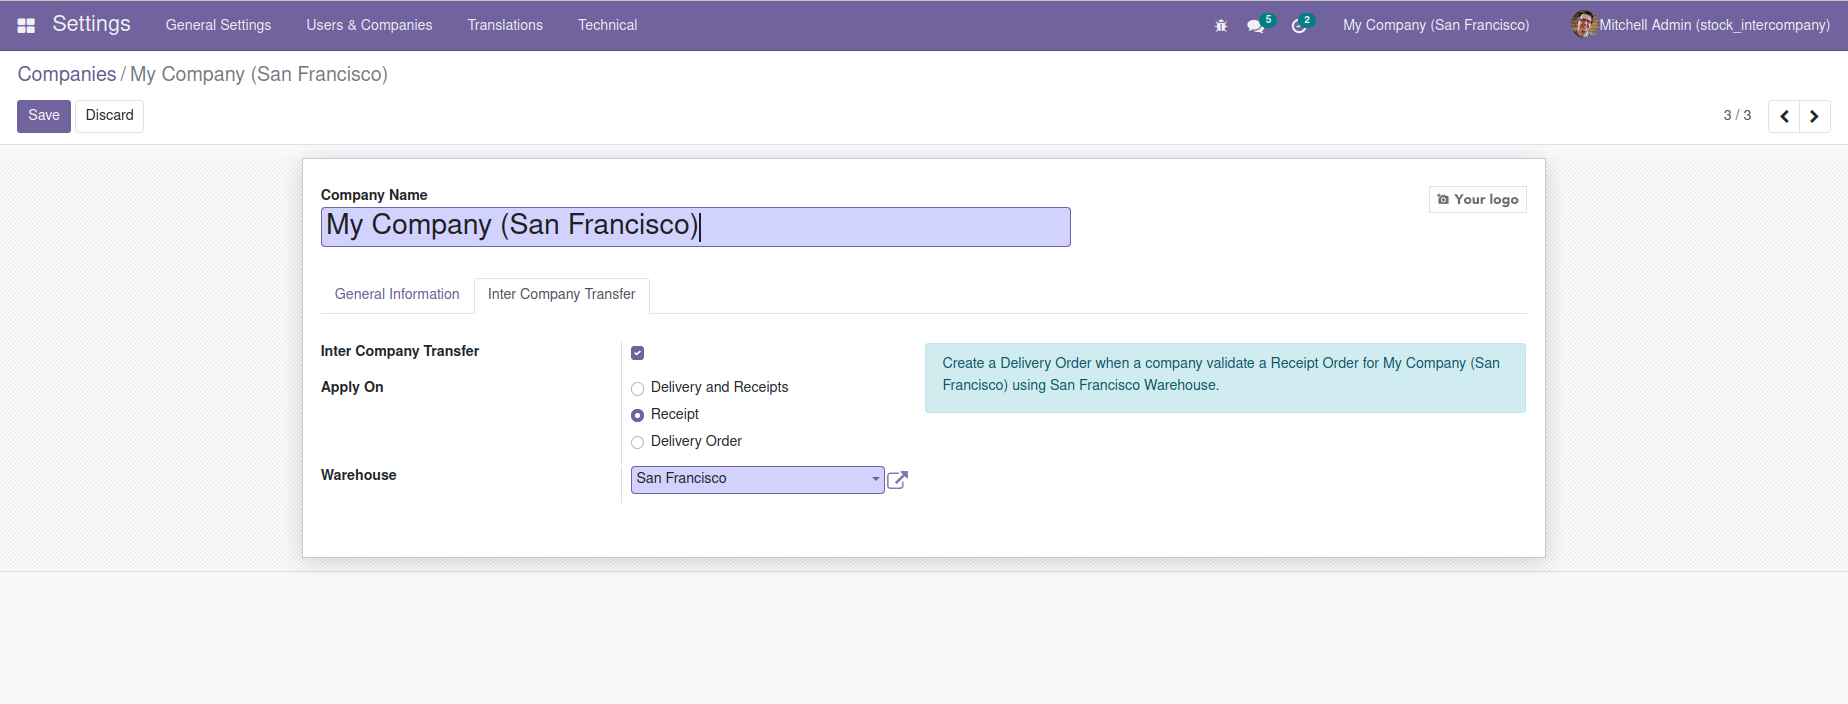 Settings General Settings Users & Companies Translations Technical 5 2 My Company (San Francisco) Mitchell Admin (stock_intercompany)
Companies / My Company (San Francisco)
Save Discard 3 / 3
Company Name
Your logo
My Company (San Francisco)
General Information Inter Company Transfer
Inter Company Transfer
Create a Delivery Order when a company validate a Receipt Order for My Company (San
Francisco) using San Francisco Warehouse.
Apply On
Delivery and Receipts
Receipt
Delivery Order
Warehouse
San Francisco